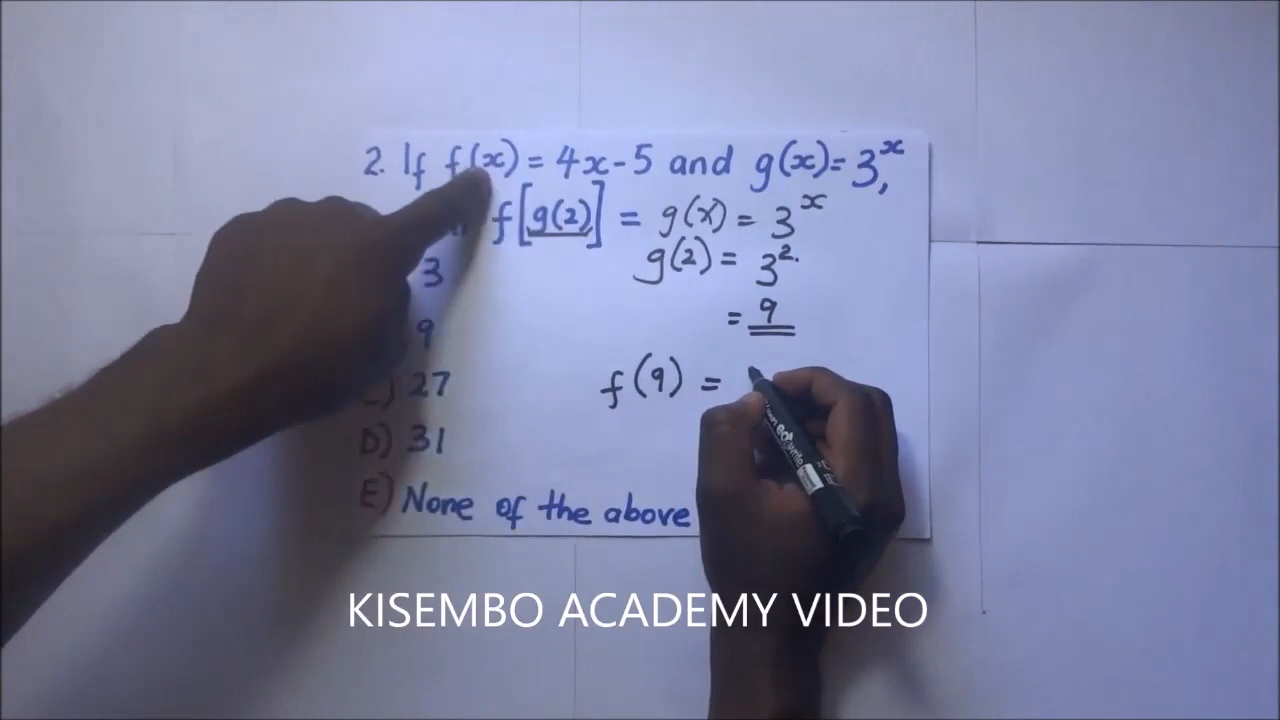 2. If f(x) = 4x-5 and g(x)= 3^x,
f[g(2)] = g(x) = 3^x
g(2) = 3^2.
3
= 9
9
f(9) =
27
D) 31
E) None of the above
KISEMBO ACADEMY VIDEO